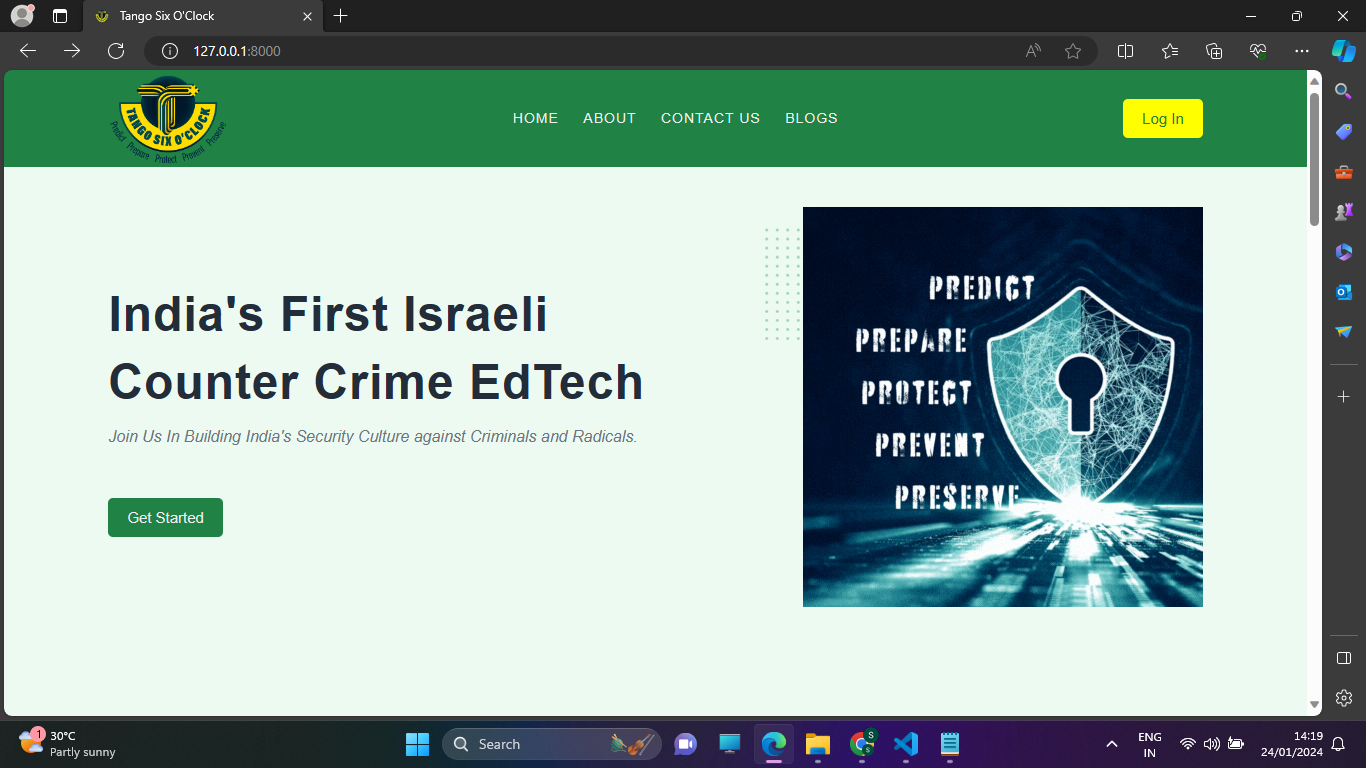 Tango Six O'Clock
127.0.0.1:8000
TANGO SIX O'CLOCK
Predict Prepare Protect Prevent Preserve
HOME ABOUT CONTACT US BLOGS
Log In
India's First Israeli
Counter Crime EdTech
Join Us In Building India's Security Culture against Criminals and Radicals.
Get Started
PREDICT
PREPARE
PROTECT
PREVENT
PRESERVE
1
30°C
Partly sunny
Search
S
S
ENG
IN
14:19
24/01/2024